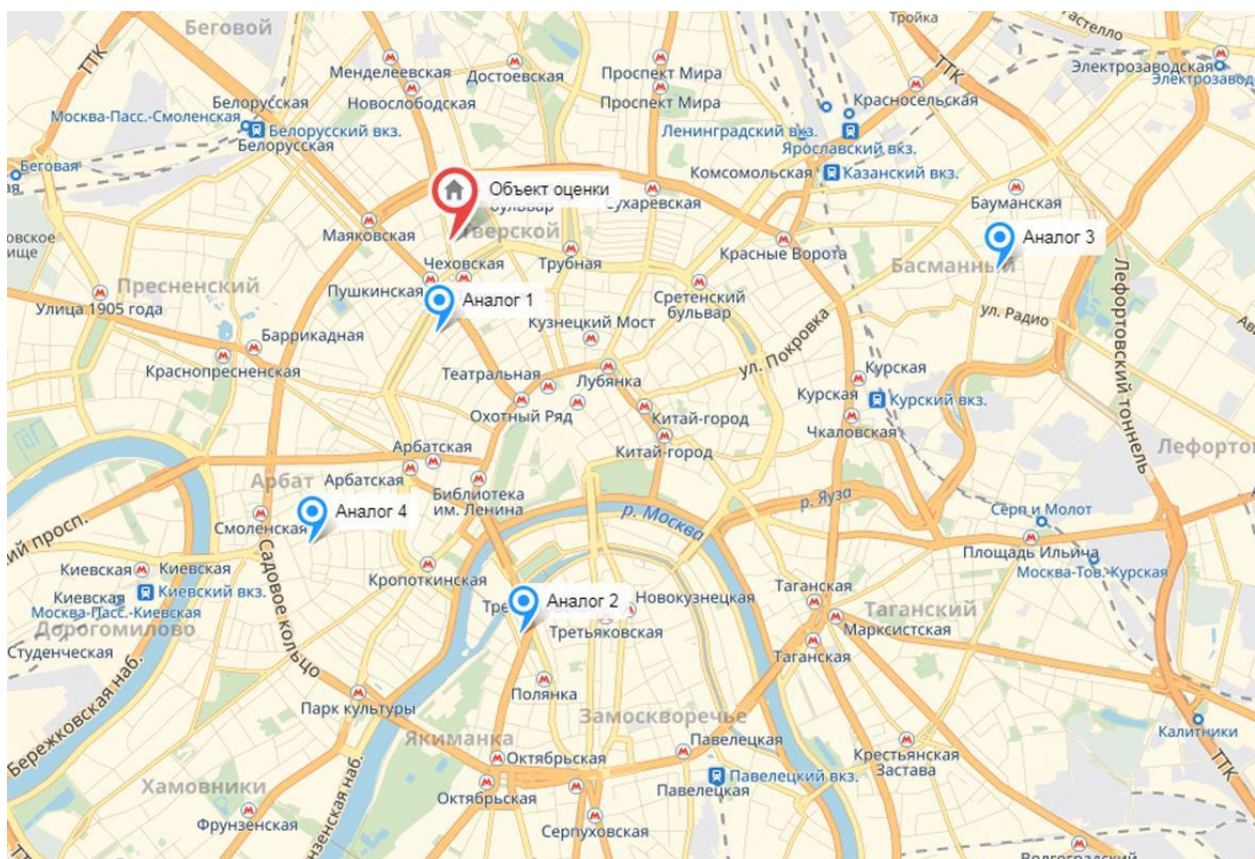 Беговой
Тройка
ТТК
Менделеевская
Достоевская
Проспект Мира
ТТК
Электрозаводская
Новослободская
Проспект Мира
Красносельская
Белорусская
Москва-Пасс.-Смоленская
Белорусский вкз.
Белорусская
Ленинградский вкз.
Ярославский вкз.
Беговая
Комсомольская
Казанский вкз.
Объект оценки
бульвар
Сухаревская
Бауманская
Маяковская
Тверской
Аналог 3
Красные Ворота
Чеховская
Трубная
Басманный
Пресненский
Пушкинская
Аналог 1
Сретенский
бульвар
Улица 1905 года
ул. Радио
Кузнецкий Мост
Баррикадная
ул. Покровка
Лефортовский тоннель
Краснопресненская
Театральная
Лубянка
Курская
Охотный Ряд
Курская
Курский вкз.
Китай-город
Чкаловская
Арбатская
Китай-город
Арбат
Арбатская
Библиотека
им. Ленина
р. Яуза
Аналог 4
р. Москва
Смоленская
Серп и Молот
Площадь Ильича
Киевская
Киевская
Кропоткинская
Москва-Тов.-Курская
Киевский вкз.
Киевская
Садовое кольцо
Таганская
Москва-Пасс.-Киевская
Аналог 2
Новокузнецкая
Таганский
Дорогомилово
Третьяковская
Марксистская
Студенческая
Таганская
Бережковская наб.
Полянка
Парк культуры
Замоскворечье
Якиманка
Павелецкая
Калитники
Октябрьская
Крестьянская
Застава
Хамовники
Павелецкий вкз.
Октябрьская
Павелецкая
ТТК
Фрунзенская
Серпуховская
ТТК